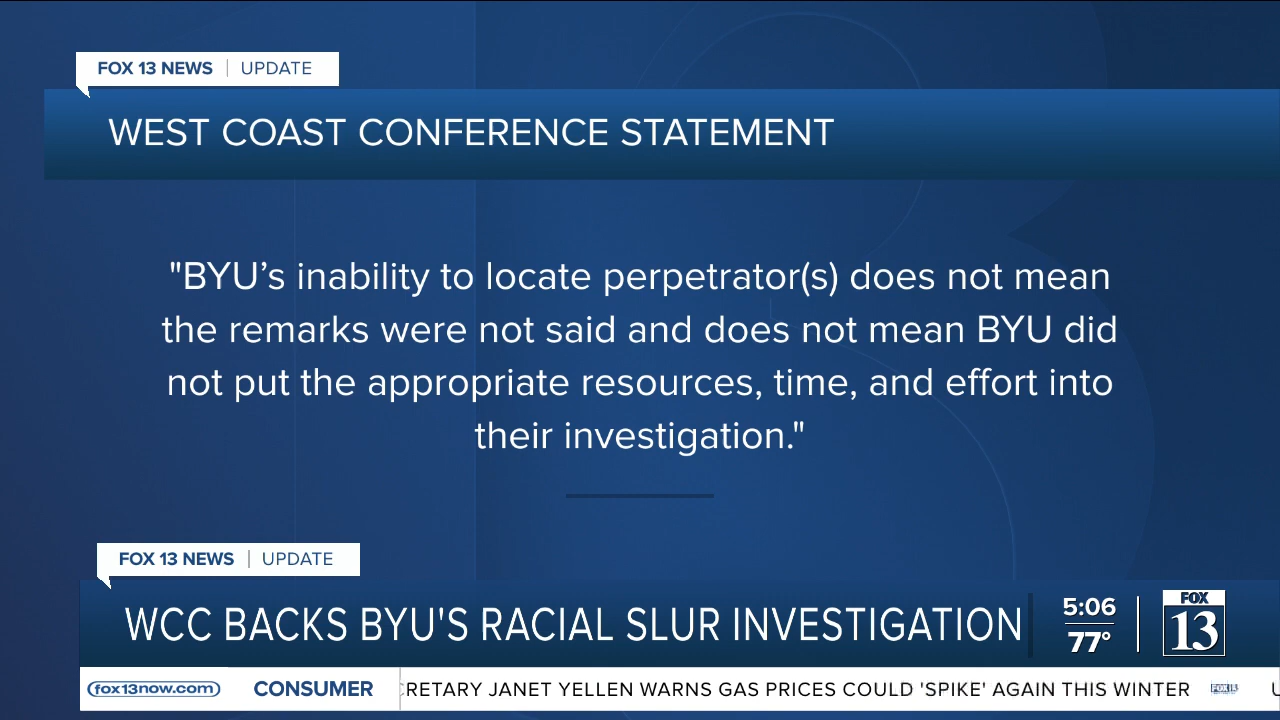 FOX 13 NEWS | UPDATE
WEST COAST CONFERENCE STATEMENT
"BYU’s inability to locate perpetrator(s) does not mean
the remarks were not said and does not mean BYU did
not put the appropriate resources, time, and effort into
their investigation."
FOX 13 NEWS | UPDATE
WCC BACKS BYU'S RACIAL SLUR INVESTIGATION
5:06
77°
FOX
13
fox13now.com
CONSUMER
RETARY JANET YELLEN WARNS GAS PRICES COULD 'SPIKE' AGAIN THIS WINTER
FOX 13